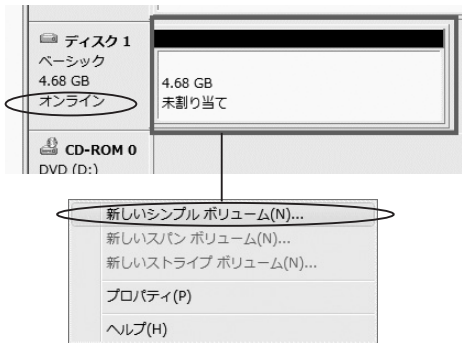 ディスク 1
ベーシック
4.68 GB
オンライン
4.68 GB
未割り当て
CD-ROM 0
DVD (D:)
新しいシンプル ボリューム(N)...
新しいスパン ボリューム(N)...
新しいストライプ ボリューム(N)...
プロパティ(P)
ヘルプ(H)